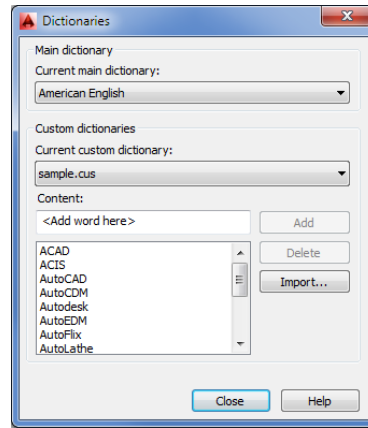 Dictionaries
Main dictionary
Current main dictionary:
American English
Custom dictionaries
Current custom dictionary:
sample.cus
Content:
<Add word here>
Add
ACAD
ACIS
AutoCAD
AutoCDM
Autodesk
AutoEDM
AutoFlix
AutoLathe
Delete
Import...
Close
Help